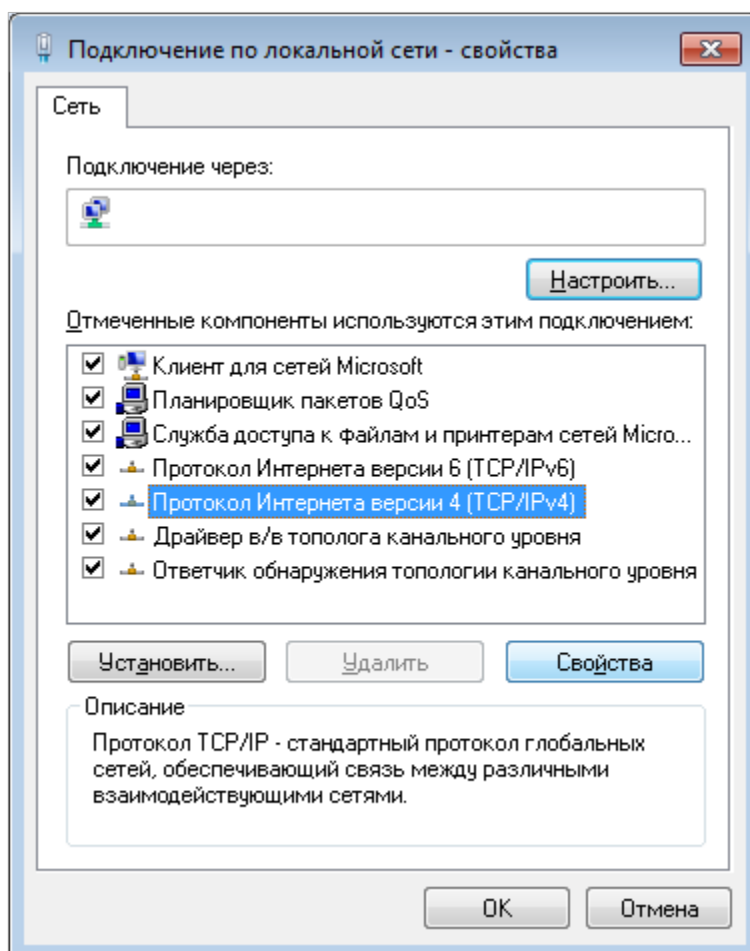 Подключение по локальной сети - свойства
Сеть
Подключение через:
Настроить...
Отмеченные компоненты используются этим подключением:
Клиент для сетей Microsoft
Планировщик пакетов QoS
Служба доступа к файлам и принтерам сетей Micro...
Протокол Интернета версии 6 (TCP/IPv6)
Протокол Интернета версии 4 (TCP/IPv4)
Драйвер в/в тополога канального уровня
Ответчик обнаружения топологии канального уровня
Установить... Удалить Свойства
Описание
Протокол TCP/IP - стандартный протокол глобальных
сетей, обеспечивающий связь между различными
взаимодействующими сетями.
OK Отмена